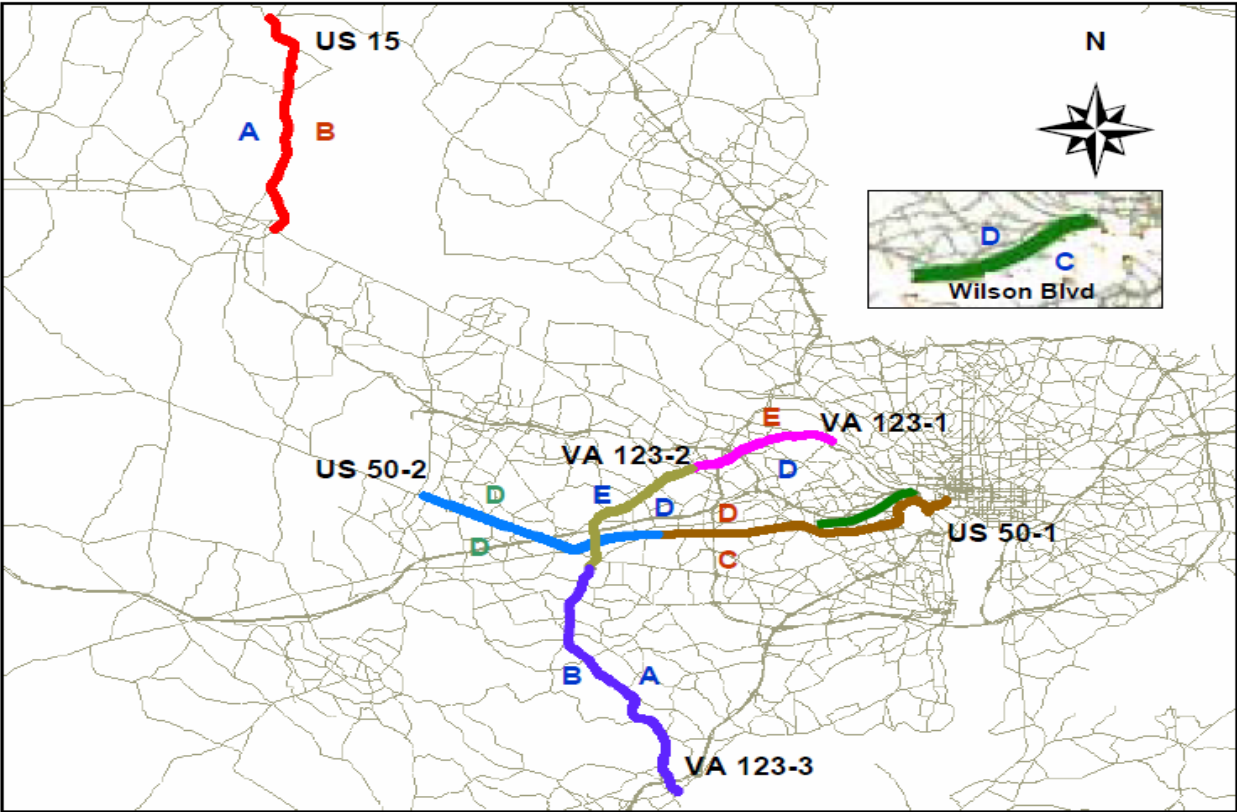 US 15
N
A
B
D
C
Wilson Blvd
E
VA 123-1
VA 123-2
D
US 50-2
D
E
D
D
D
US 50-1
C
B
A
VA 123-3